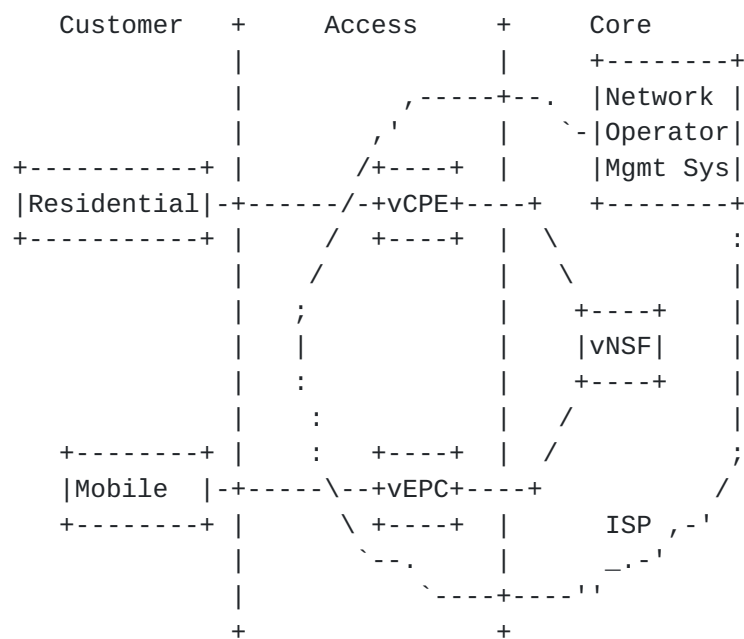 Customer Access Core
Network
Operator
Mgmt Sys
Residential vCPE
vNSF
Mobile vEPC
ISP